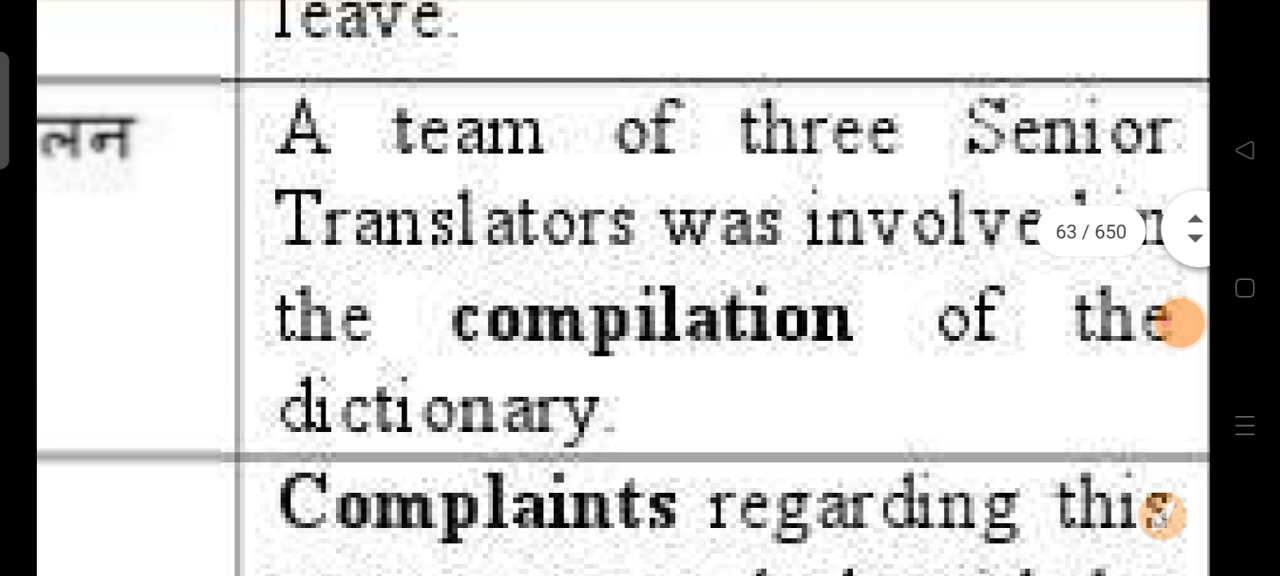 leave.
लन
A team of three Senior
Translators was involved in
63 / 650
the compilation of the
dictionary.
Complaints regarding this